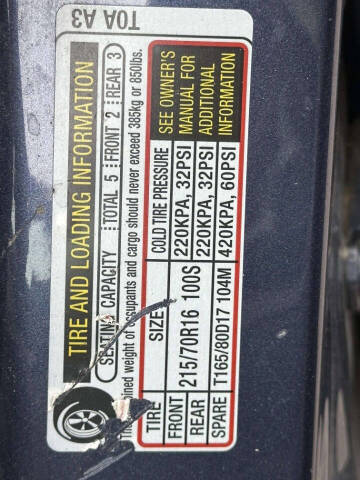 T0A A3
TIRE AND LOADING INFORMATION
SEATING CAPACITY TOTAL 5 FRONT 2 REAR 3
The combined weight of occupants and cargo should never exceed 385kg or 850lbs.
TIRE SIZE COLD TIRE PRESSURE SEE OWNER'S MANUAL FOR ADDITIONAL INFORMATION
FRONT 215/70R16 100S 220KPA, 32PSI
REAR 220KPA, 32PSI
SPARE T165/80D17 104M 420KPA, 60PSI